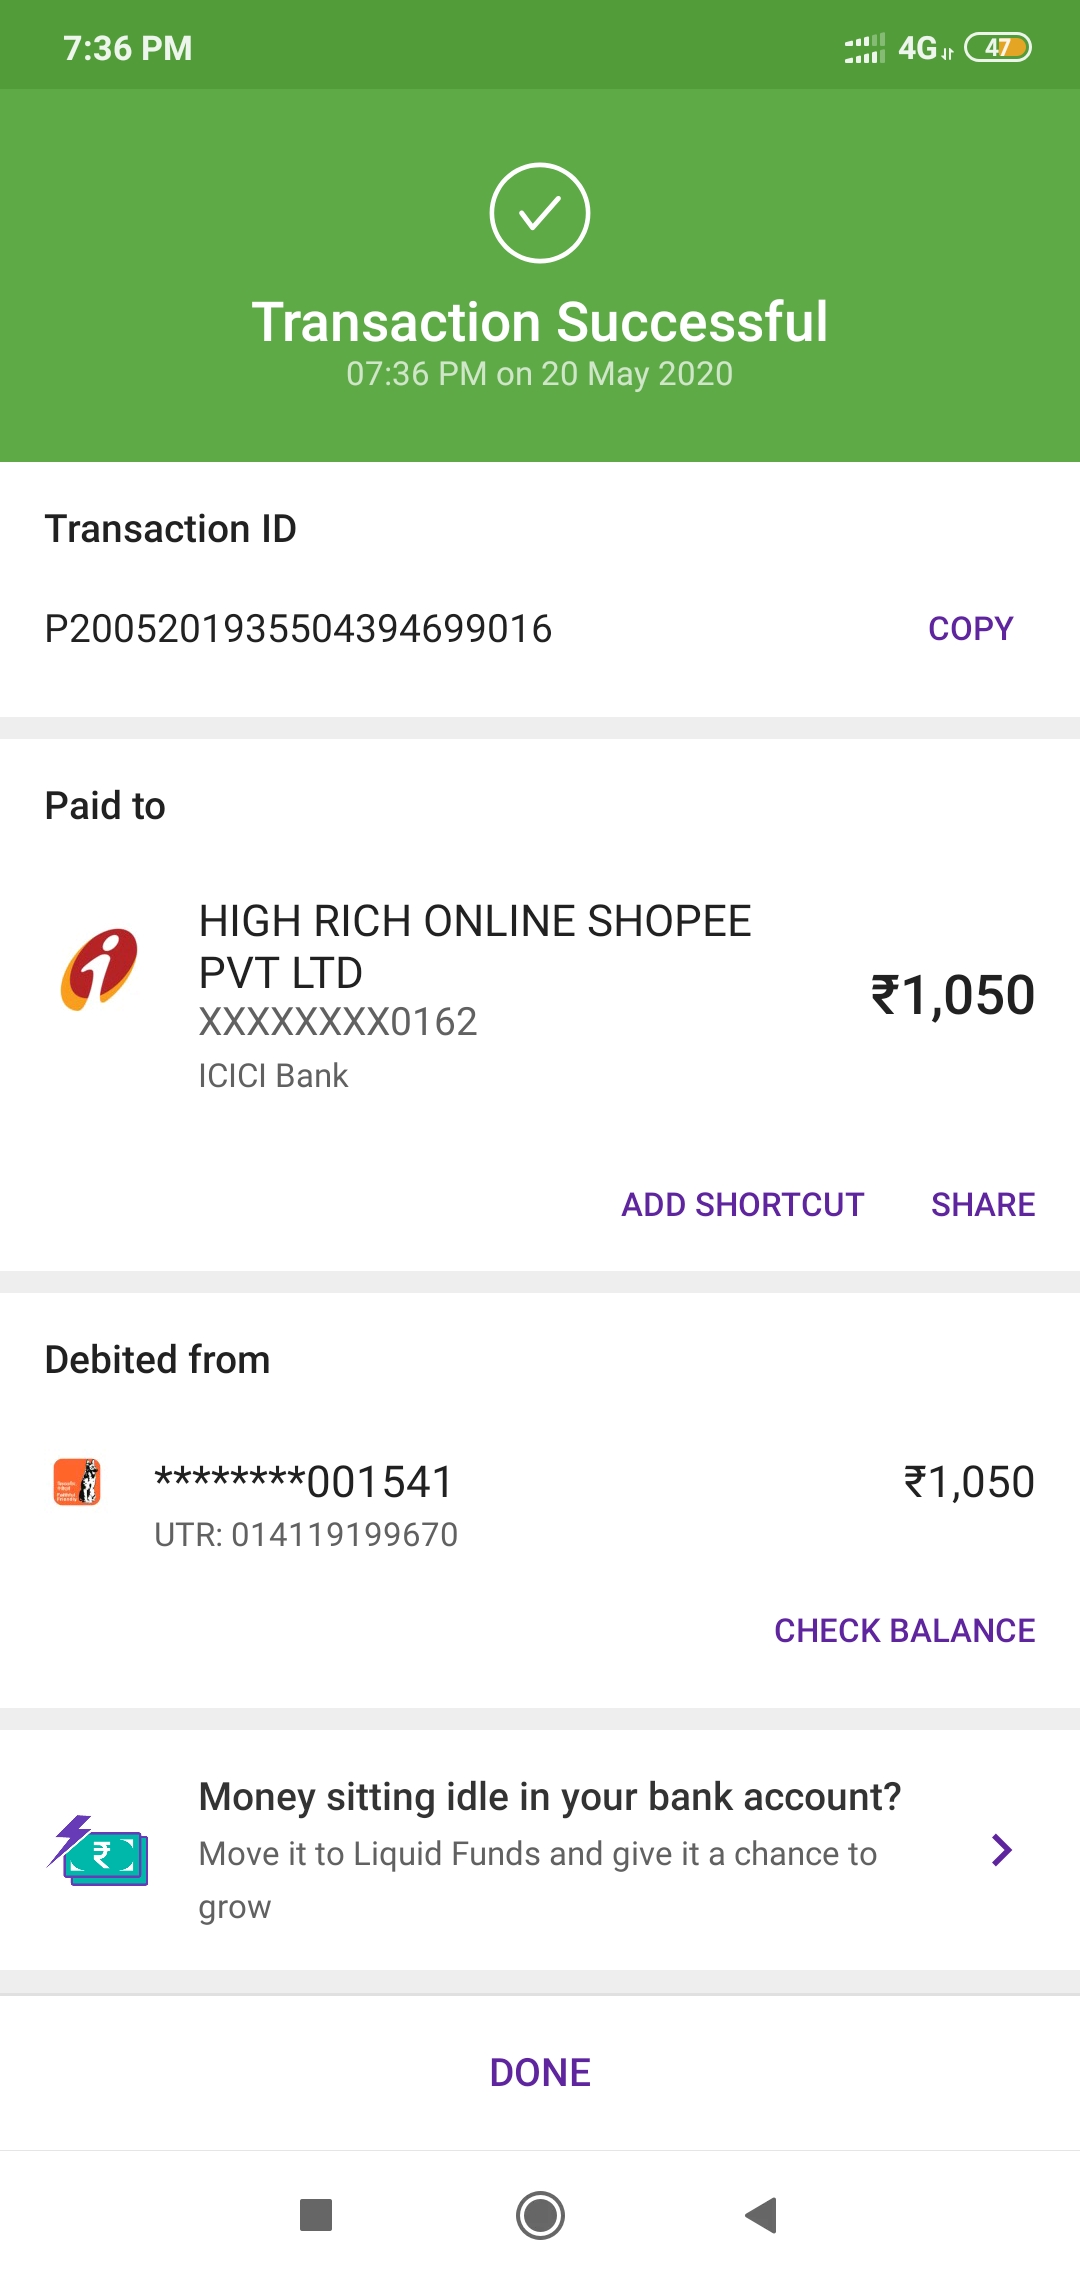 7:36 PM
4G
47
Transaction Successful
07:36 PM on 20 May 2020
Transaction ID
P2005201935504394699016
COPY
Paid to
HIGH RICH ONLINE SHOPEE
PVT LTD
XXXXXXXX0162
ICICI Bank
₹1,050
ADD SHORTCUT
SHARE
Debited from
********001541
₹1,050
UTR: 014119199670
CHECK BALANCE
Money sitting idle in your bank account?
Move it to Liquid Funds and give it a chance to
grow
DONE